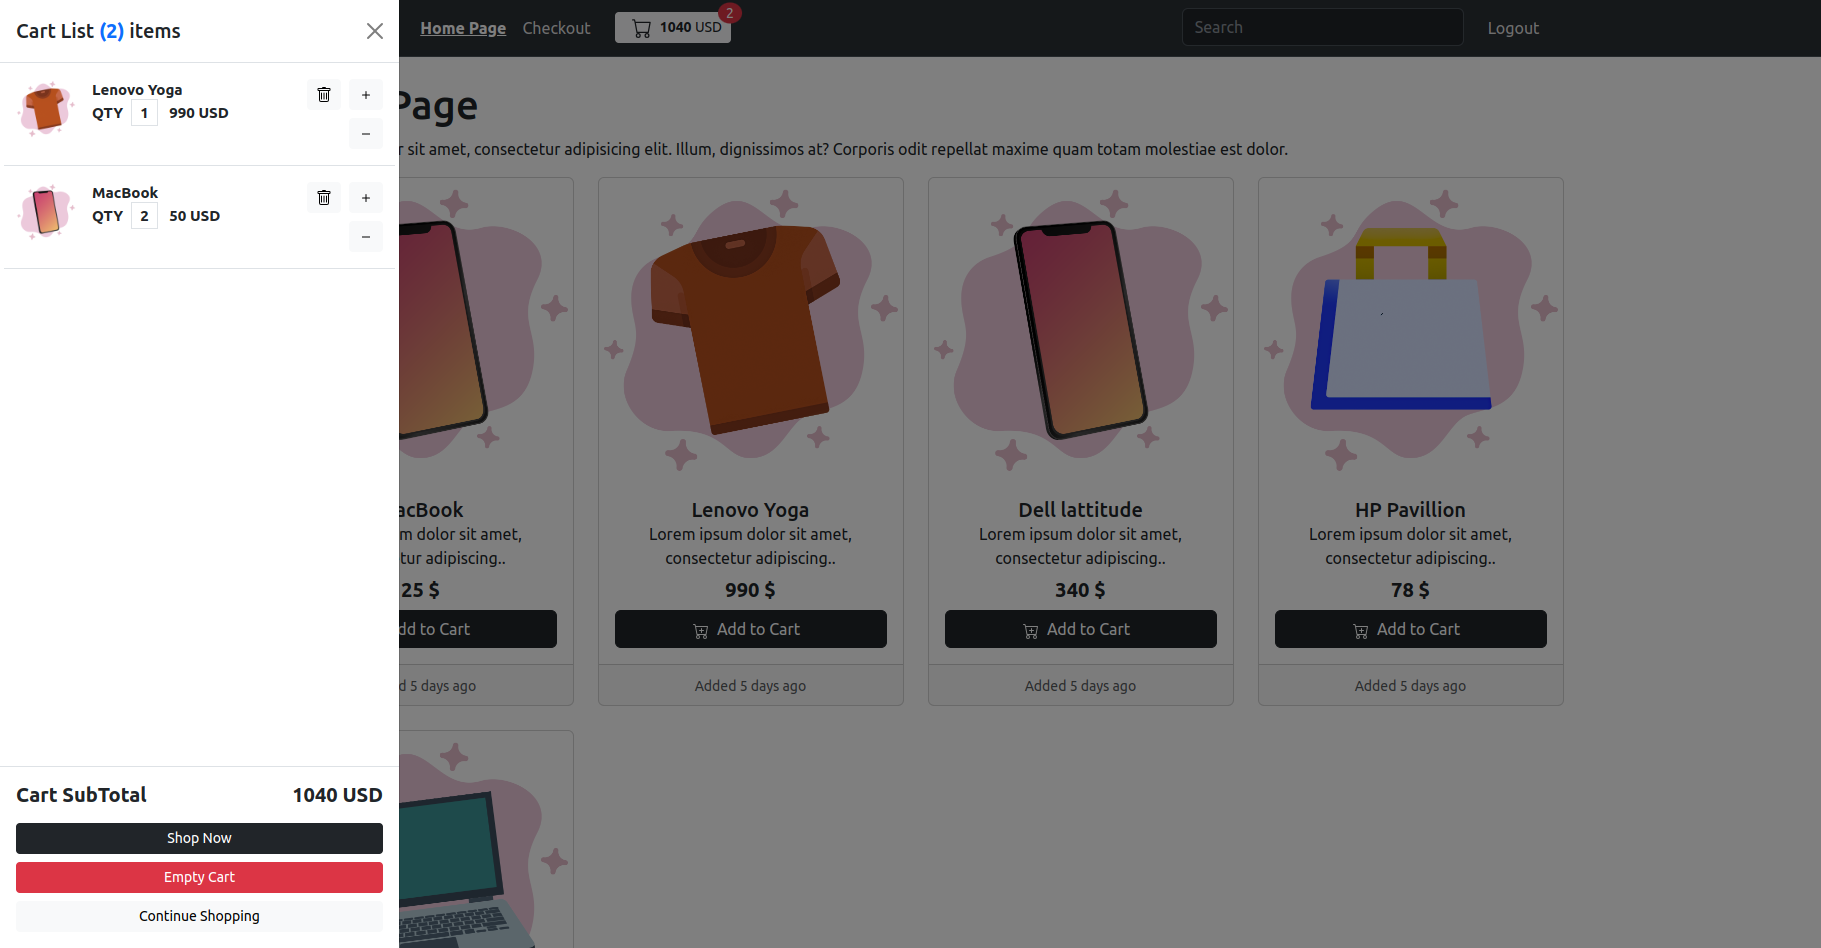 Cart List (2) items
Lenovo Yoga
QTY 1 990 USD
+
−
MacBook
QTY 2 50 USD
+
−
Cart SubTotal 1040 USD
Shop Now
Empty Cart
Continue Shopping
Home Page Checkout 1040 USD 2 Search Logout
Page
r sit amet, consectetur adipisicing elit. Illum, dignissimos at? Corporis odit repellat maxime quam totam molestiae est dolor.
acBook
m dolor sit amet,
tur adipiscing..
25 $
dd to Cart
d 5 days ago
Lenovo Yoga
Lorem ipsum dolor sit amet,
consectetur adipiscing..
990 $
Add to Cart
Added 5 days ago
Dell lattitude
Lorem ipsum dolor sit amet,
consectetur adipiscing..
340 $
Add to Cart
Added 5 days ago
HP Pavillion
Lorem ipsum dolor sit amet,
consectetur adipiscing..
78 $
Add to Cart
Added 5 days ago